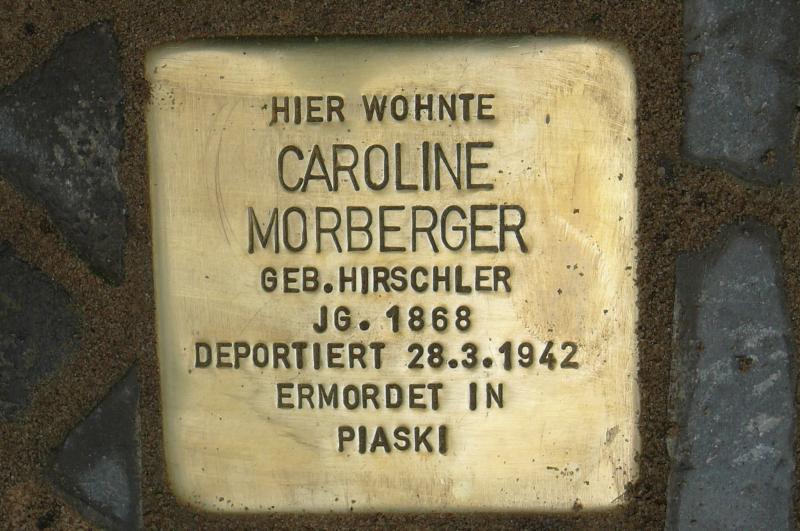 HIER WOHNTE
CAROLINE
MORBERGER
GEB.HIRSCHLER
JG. 1868
DEPORTIERT 28.3.1942
ERMORDET IN
PIASKI